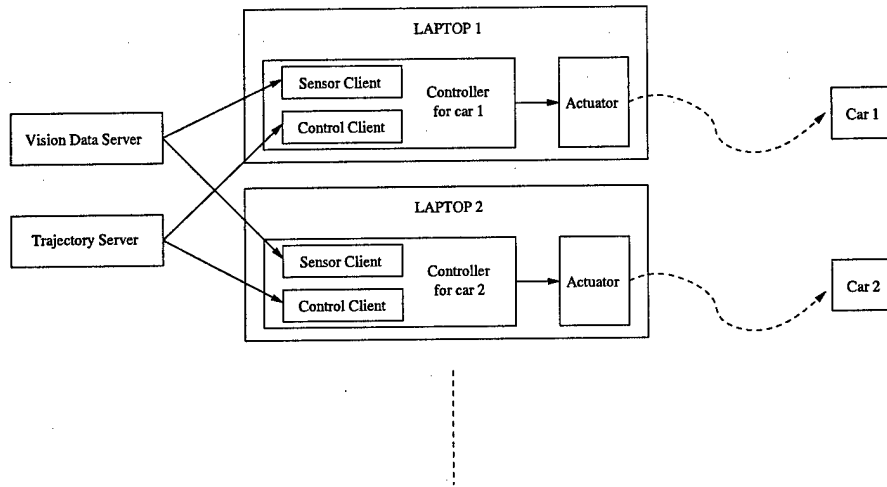 LAPTOP 1
Sensor Client
Control Client
Controller
for car 1
Actuator
Car 1
Vision Data Server
Trajectory Server
LAPTOP 2
Sensor Client
Control Client
Controller
for car 2
Actuator
Car 2